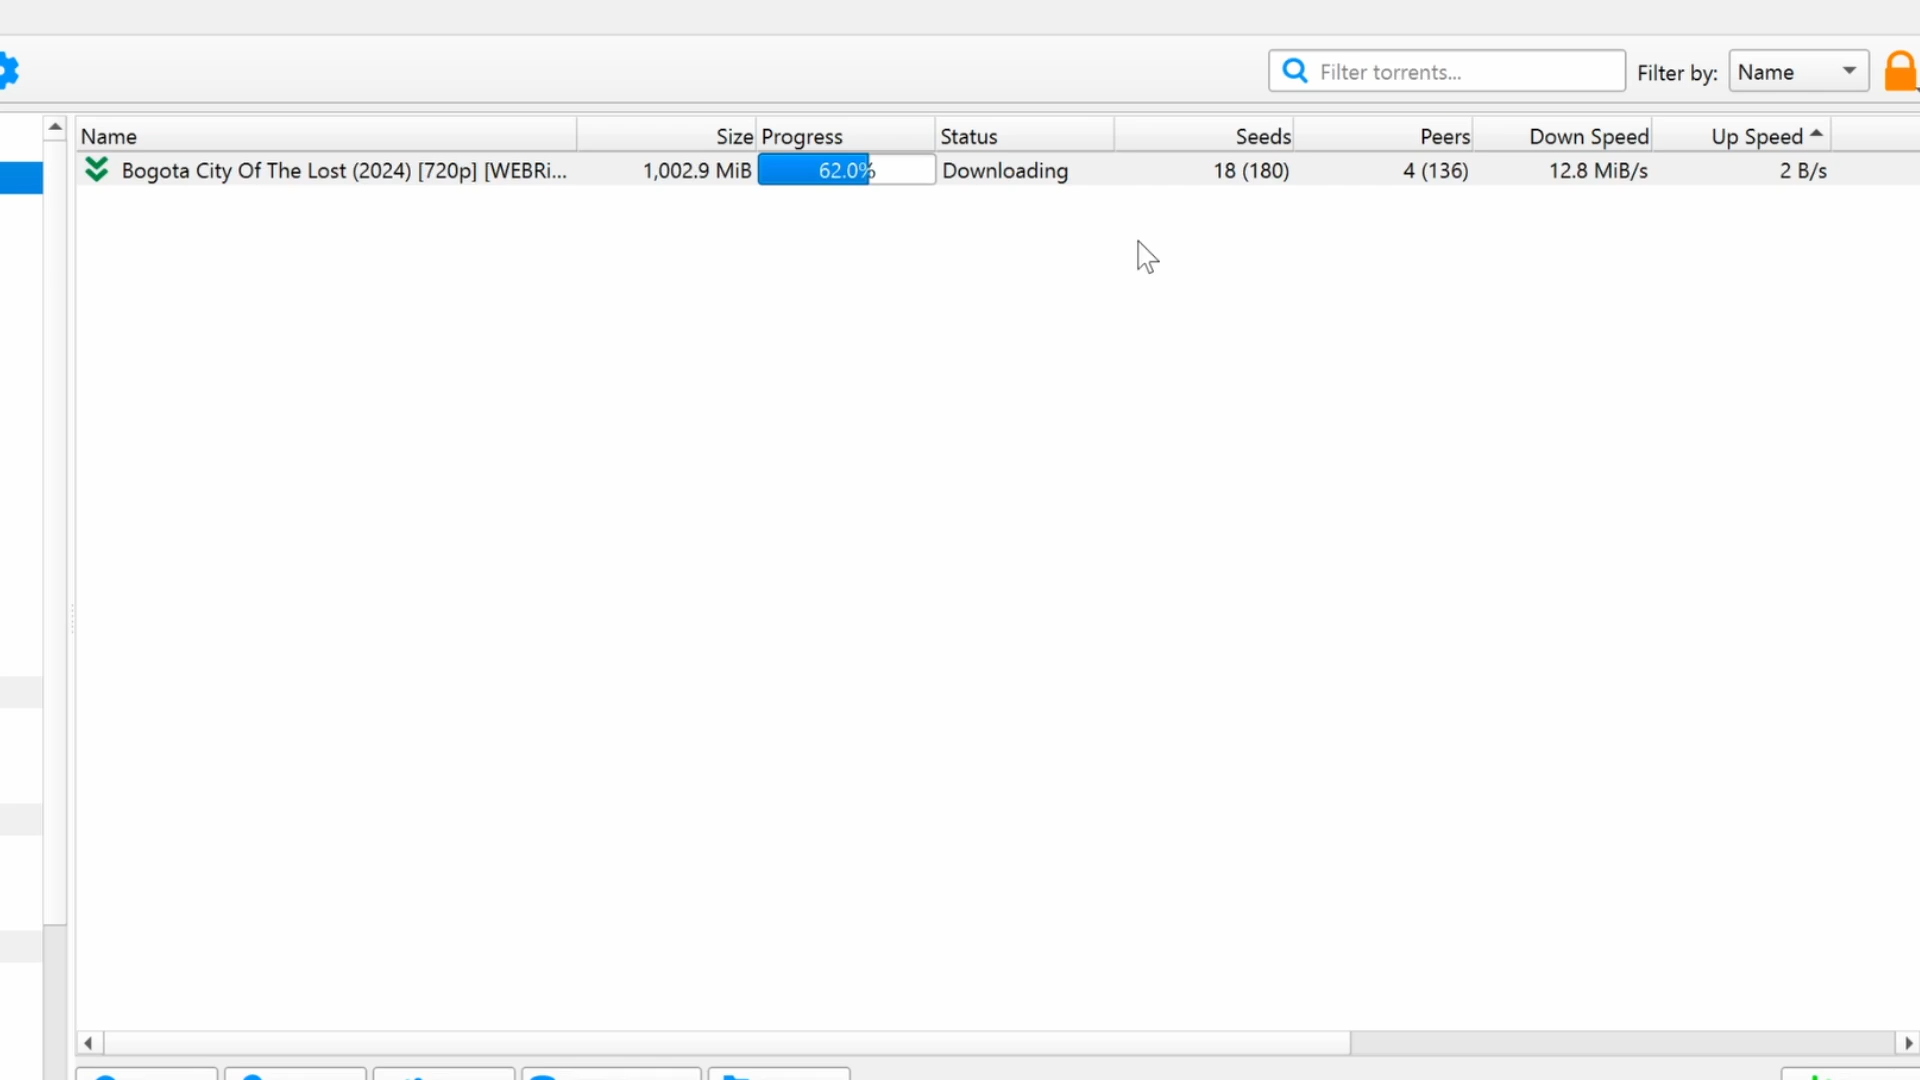 Filter torrents...
Filter by: Name
Name Size Progress Status Seeds Peers Down Speed Up Speed
Bogota City Of The Lost (2024) [720p] [WEBRi... 1,002.9 MiB 62.0% Downloading 18 (180) 4 (136) 12.8 MiB/s 2 B/s